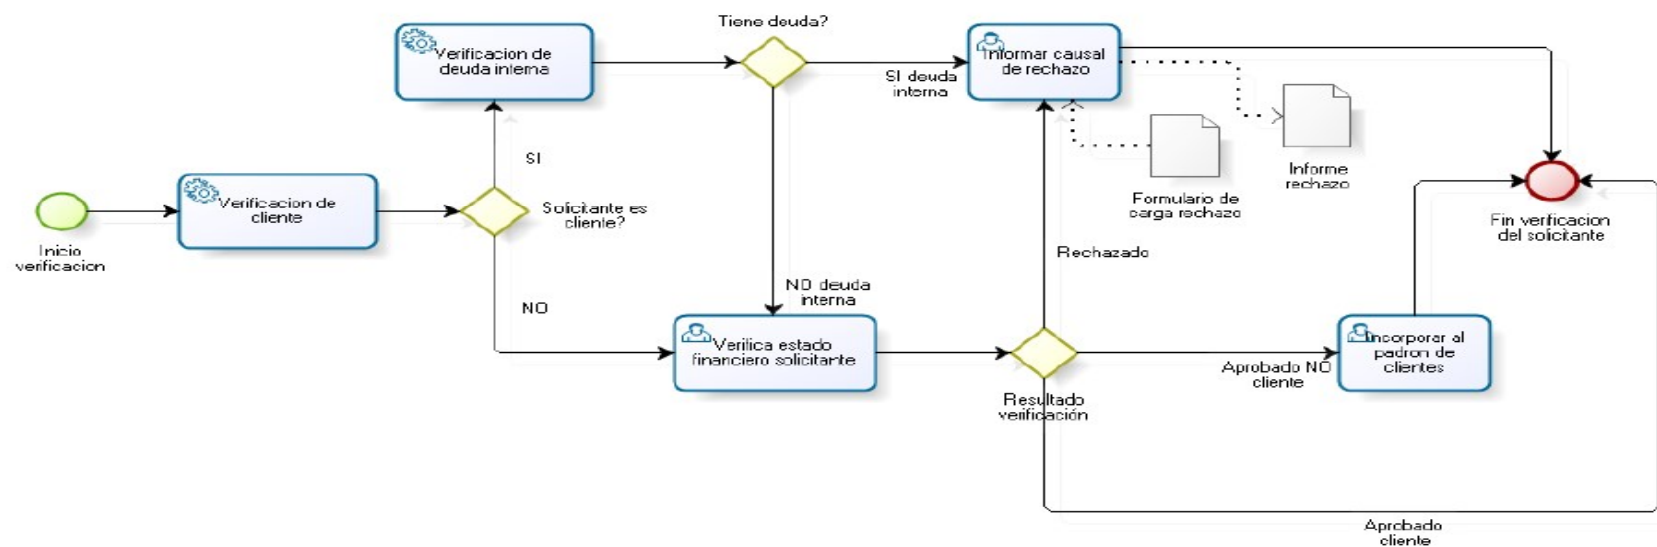 Tiene deuda?
Verificacion de
deuda interna
Informar causal
de rechazo
SI deuda
interna
SI
Informe
rechazo
Verificacion de
cliente
Solicitante es
cliente?
Formulario de
carga rechazo
Fin verificacion
del solicitante
Inicio
verificacion
Rechazado
NO deuda
interna
NO
Verifica estado
financiero solicitante
Incorporar al
padron de
clientes
Aprobado NO
cliente
Resultado
verificación
Aprobado
cliente